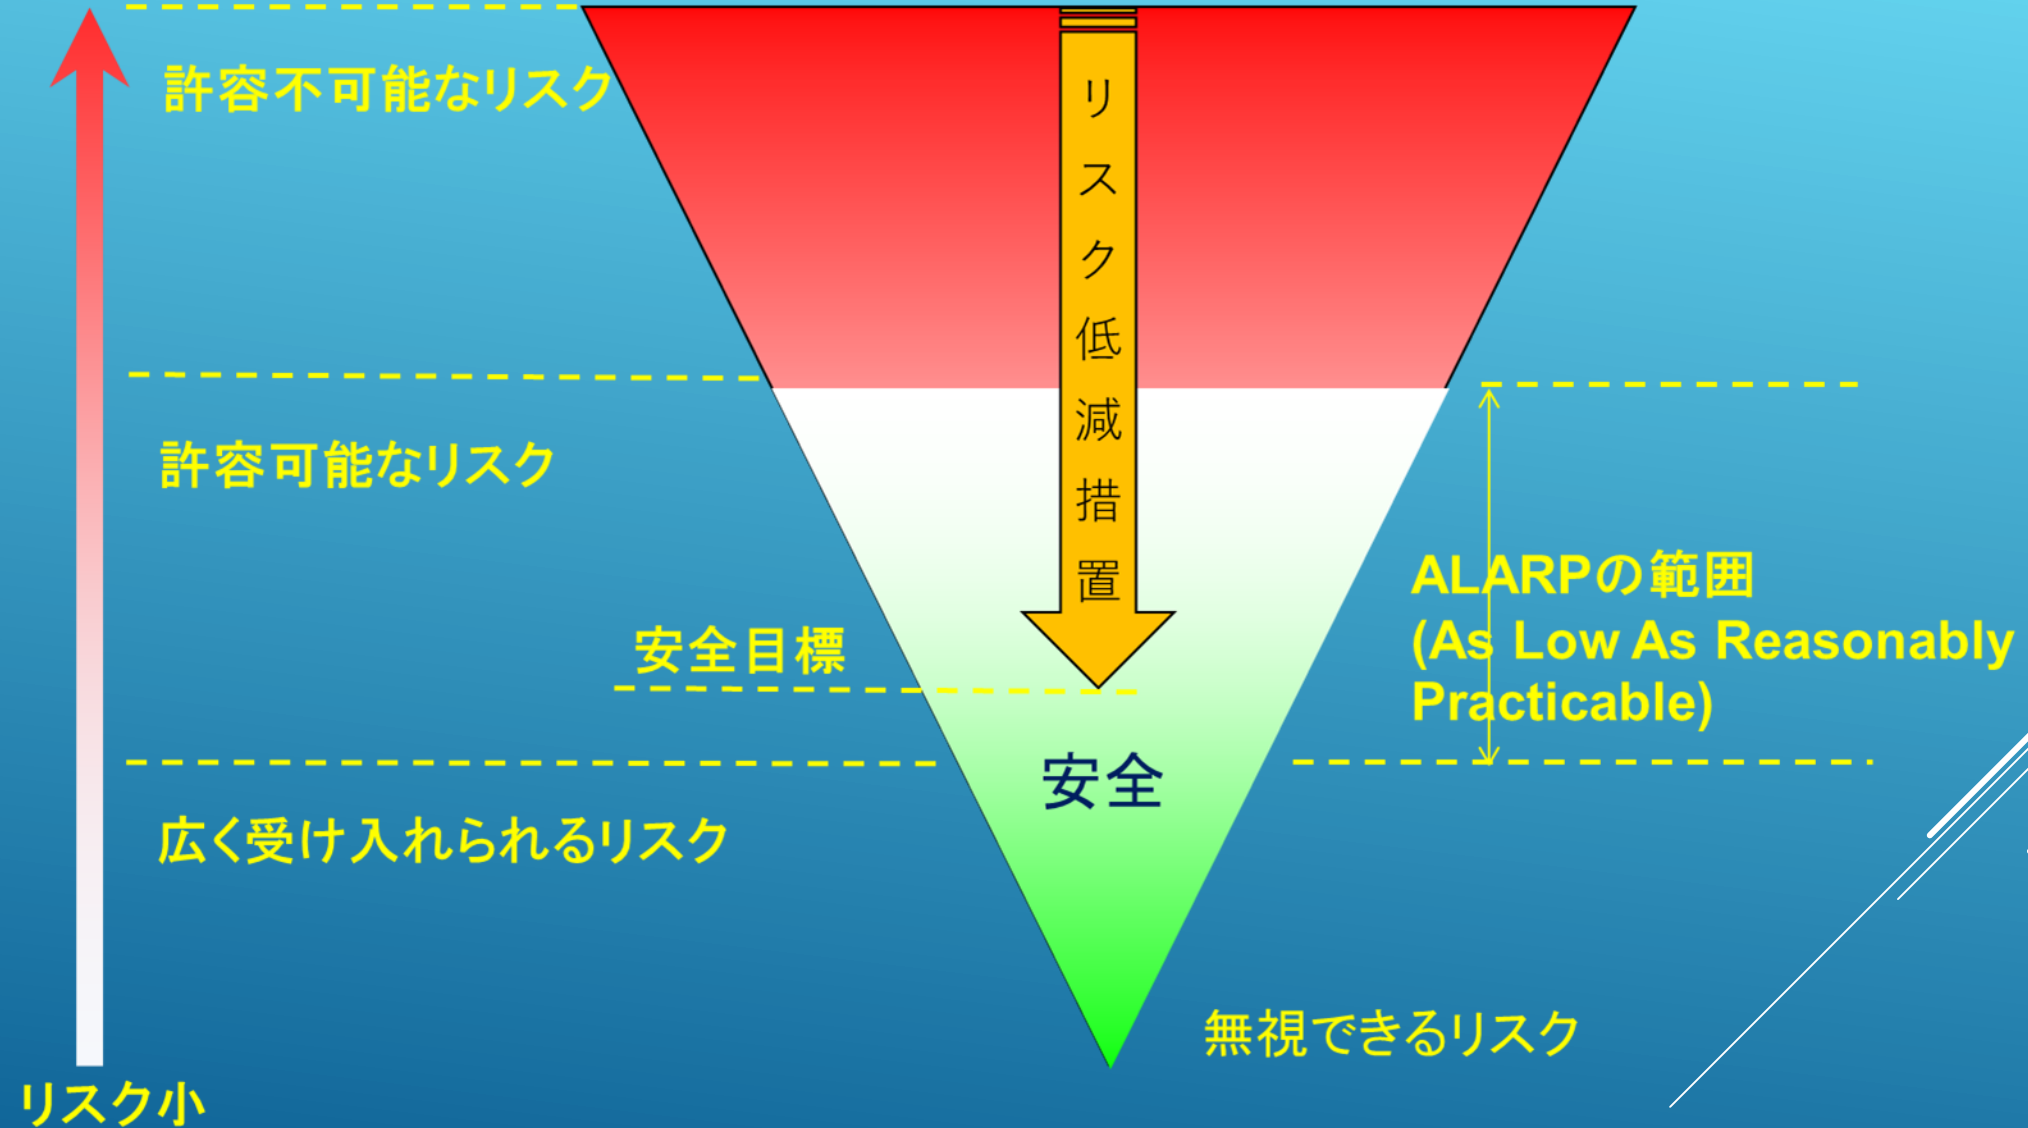 許容不可能なリスク
リスク低減措置
許容可能なリスク
ALARPの範囲
(As Low As Reasonably
Practicable)
安全目標
安全
広く受け入れられるリスク
無視できるリスク
リスク小